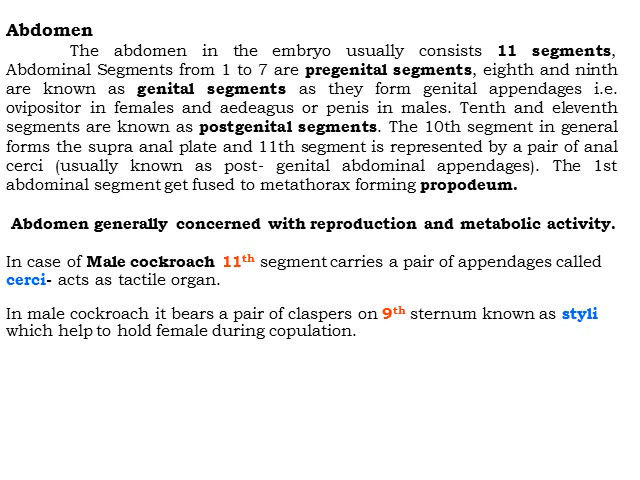 Abdomen
The abdomen in the embryo usually consists 11 segments,
Abdominal Segments from 1 to 7 are pregenital segments, eighth and ninth
are known as genital segments as they form genital appendages i.e.
ovipositor in females and aedeagus or penis in males. Tenth and eleventh
segments are known as postgenital segments. The 10th segment in general
forms the supra anal plate and 11th segment is represented by a pair of anal
cerci (usually known as post- genital abdominal appendages). The 1st
abdominal segment get fused to metathorax forming propodeum.
Abdomen generally concerned with reproduction and metabolic activity.
In case of Male cockroach 11th segment carries a pair of appendages called
cerci- acts as tactile organ.
In male cockroach it bears a pair of claspers on 9th sternum known as styli
which help to hold female during copulation.